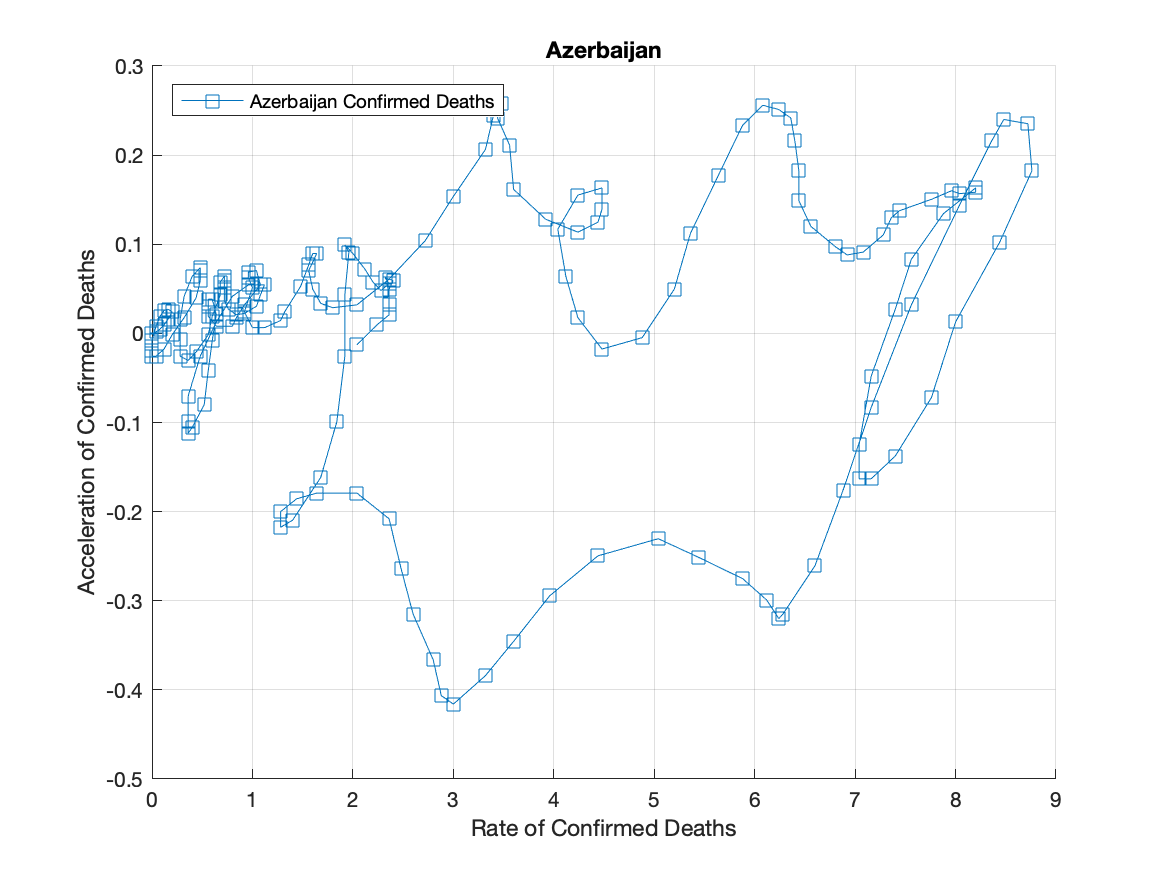 Azerbaijan
Azerbaijan Confirmed Deaths
Acceleration of Confirmed Deaths
0.3
0.2
0.1
0
-0.1
-0.2
-0.3
-0.4
-0.5
0 1 2 3 4 5 6 7 8 9
Rate of Confirmed Deaths